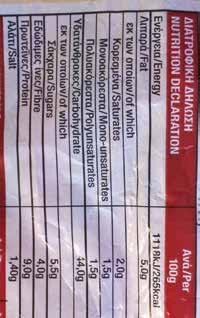 ΔΙΑΤΡΟΦΙΚΗ ΔΗΛΩΣΗ
NUTRITION DECLARATION
Ανά/Per
100g
Ενέργεια/Energy 1118kJ/265kcal
Λιπαρά/Fat 5,0g
εκ των οποίων/of which
Κορεσμένα/Saturates 2,0g
Μονοακόρεστα/Mono-unsaturates 1,5g
Πολυακόρεστα/Polyunsaturates 1,5g
Υδατάνθρακες/Carbohydrate 44,0g
εκ των οποίων/of which
Σάκχαρα/Sugars 5,5g
Εδώδιμες ίνες/Fibre 4,0g
Πρωτεΐνες/Protein 9,0g
Αλάτι/Salt 1,40g